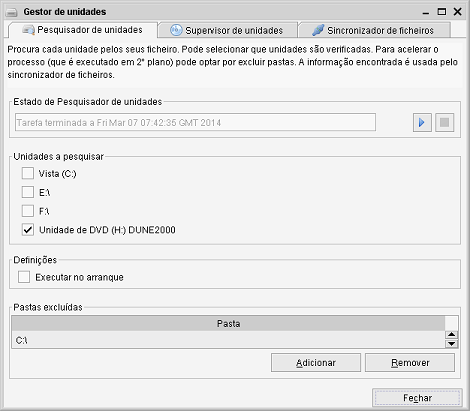 Gestor de unidades
Pesquisador de unidades
Supervisor de unidades
Sincronizador de ficheiros
Procura cada unidade pelos seus ficheiro. Pode selecionar que unidades são verificadas. Para acelerar o
processo (que é executado em 2º plano) pode optar por excluir pastas. A informação encontrada é usada pelo
sincronizador de ficheiros.
Estado de Pesquisador de unidades
Tarefa terminada a Fri Mar 07 07:42:35 GMT 2014
Unidades a pesquisar
Vista (C:)
E:\
F:\
Unidade de DVD (H:) DUNE2000
Definições
Executar no arranque
Pastas excluídas
Pasta
C:\
Adicionar
Remover
Fechar